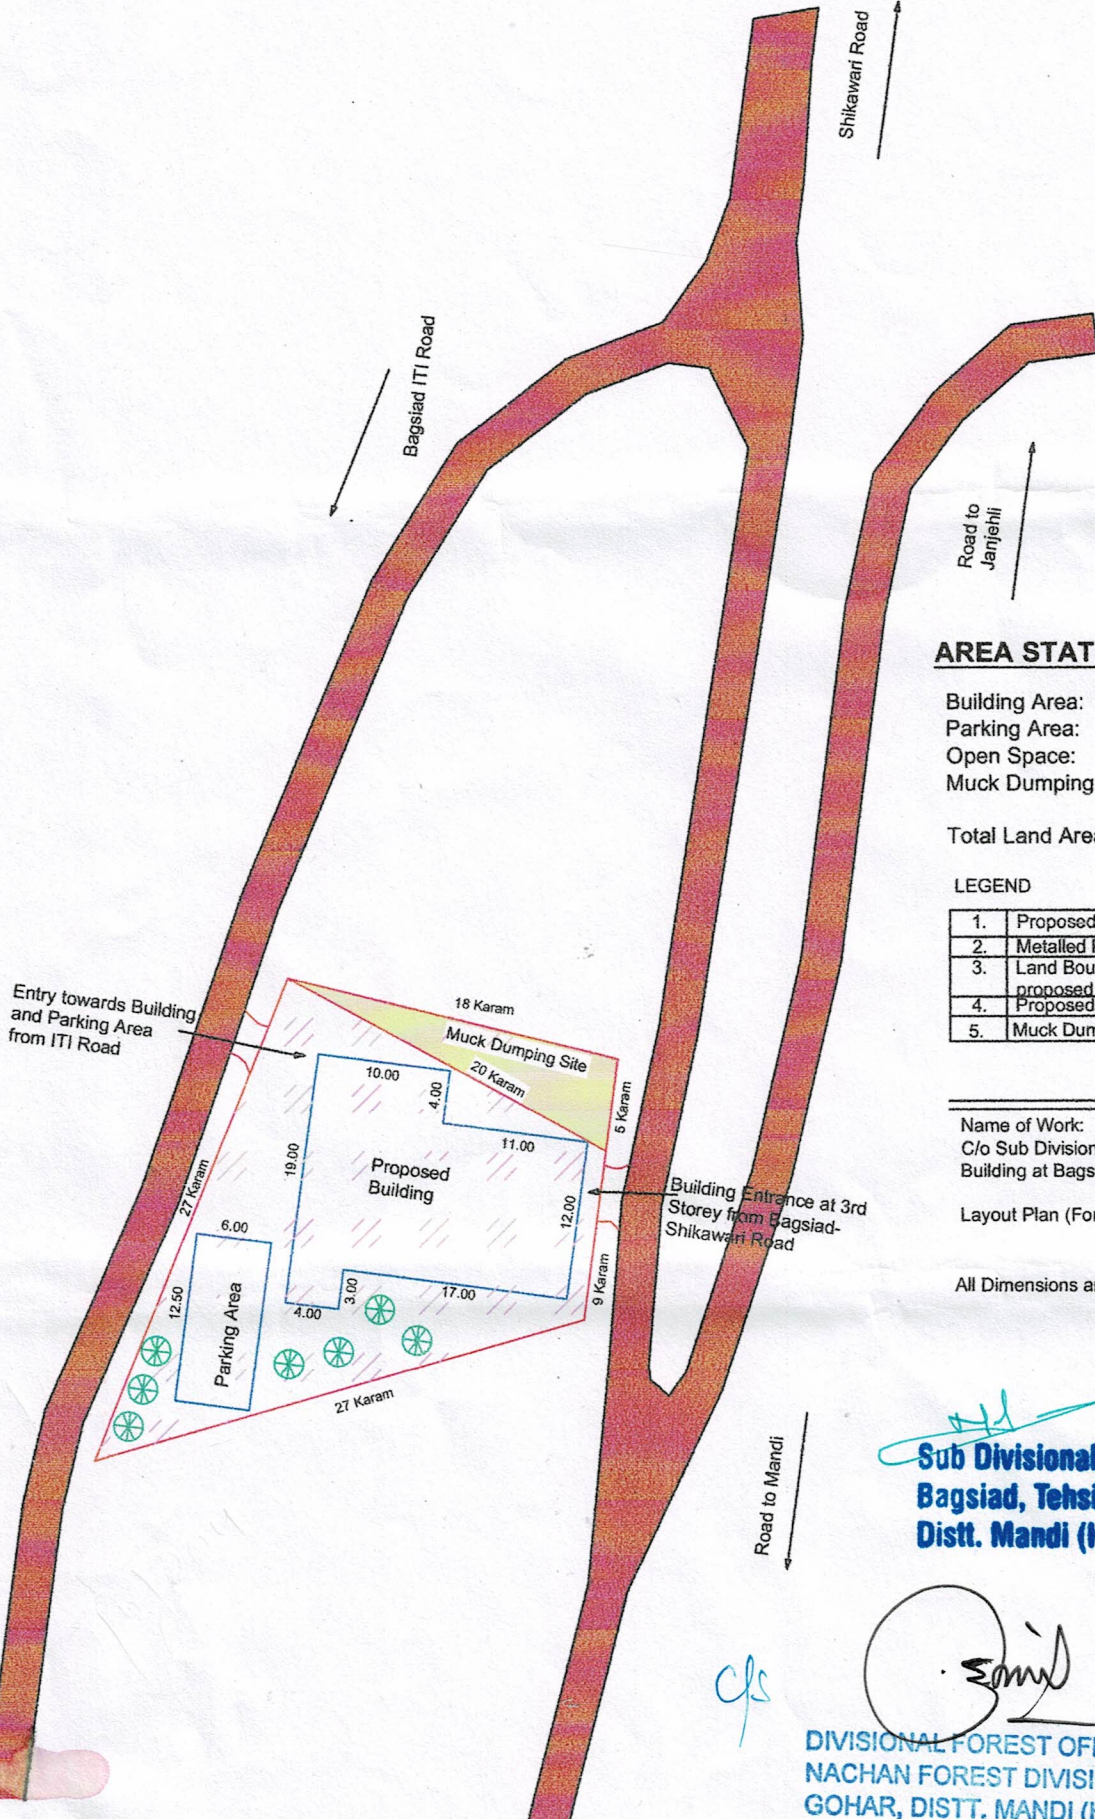 Shikawari Road
Bagsiad ITI Road
Road to
Janjehli
AREA STAT
Building Area:
Parking Area:
Open Space:
Muck Dumping
Total Land Area
LEGEND
1. Proposed
2. Metalled
3. Land Bou
proposed
4. Proposed
5. Muck Dum
Entry towards Building
and Parking Area
from ITI Road
18 Karam
Muck Dumping Site
20 Karam
5 Karam
10.00
4.00
11.00
19.00
Proposed
Building
12.00
27 Karam
Building Entrance at 3rd
Storey from Bagsiad-
Shikawari Road
6.00
12.50
Parking Area
4.00
3.00
17.00
9 Karam
27 Karam
Name of Work:
C/o Sub Division
Building at Bags
Layout Plan (For
All Dimensions a
Road to Mandi
Sub Divisional
Bagsiad, Tehsi
Distt. Mandi (
C/s
DIVISIONAL FOREST OFF
NACHAN FOREST DIVISI
GOHAR, DISTT. MANDI (H